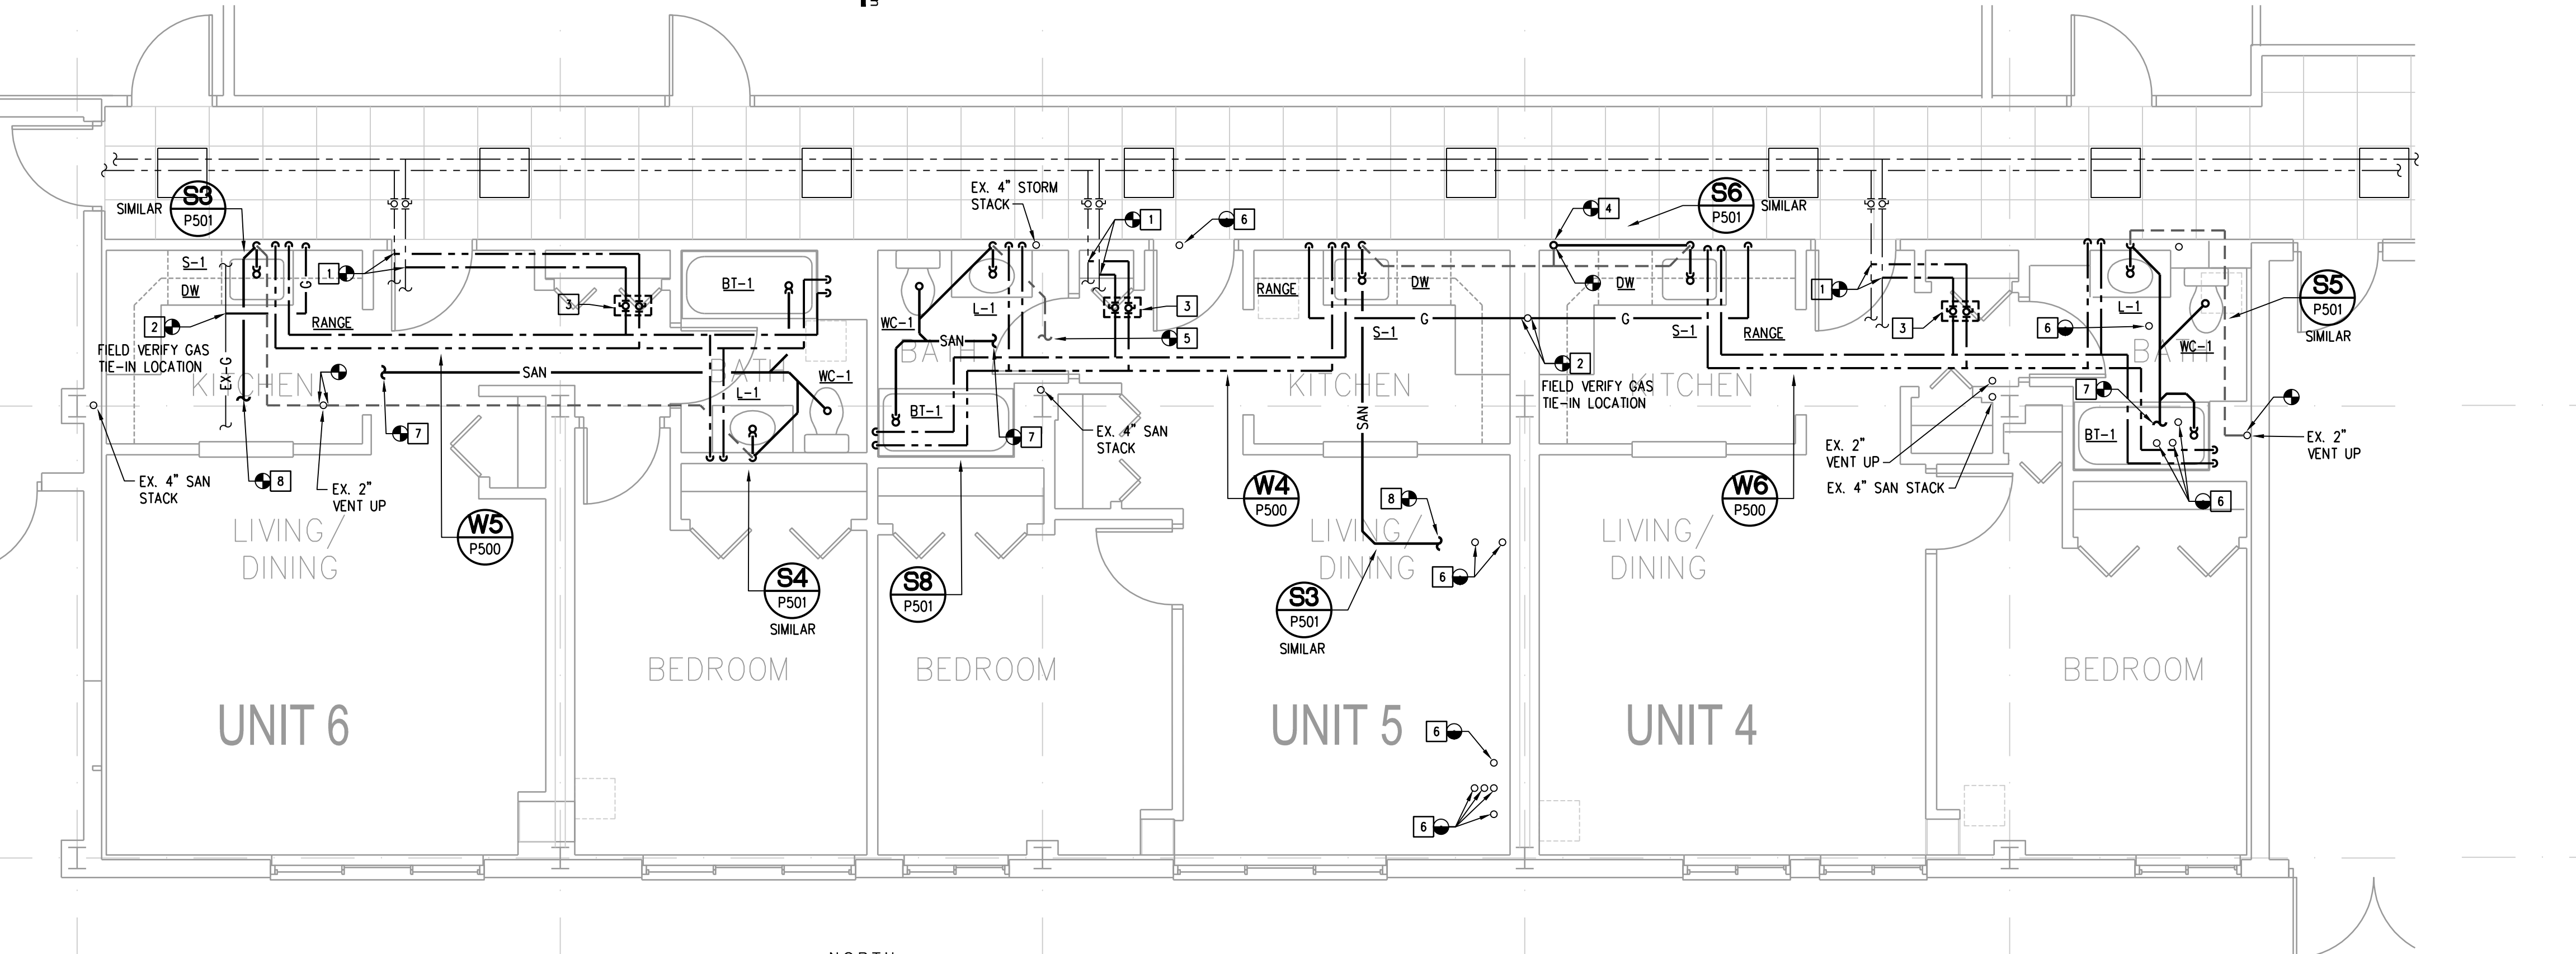 EX. 4" STORM
STACK
S3
P501
SIMILAR
S6
P501
SIMILAR
1
6
4
S-1
DW
1
G
2
RANGE
FIELD VERIFY GAS
TIE-IN LOCATION
EX-G
KITCHEN
3
BT-1
WC-1
L-1
SAN
BATH
3
5
RANGE
DW
S-1
G
G
2
FIELD VERIFY GAS
TIE-IN LOCATION
KITCHEN
DW
S-1
RANGE
KITCHEN
1
3
6
L-1
WC-1
BATH
S5
P501
SIMILAR
SAN
BATH
WC-1
L-1
BT-1
7
7
EX. 4" SAN
STACK
SAN
7
BT-1
EX. 2"
VENT UP
EX. 4" SAN STACK
EX. 2"
VENT UP
6
EX. 4" SAN
STACK
8
EX. 2"
VENT UP
W5
P500
W4
P500
8
W6
P500
LIVING/
DINING
S4
P501
SIMILAR
S8
P501
LIVING/
DINING
6
S3
P501
SIMILAR
LIVING/
DINING
BEDROOM
BEDROOM
BEDROOM
UNIT 6
UNIT 5
UNIT 4
6
6